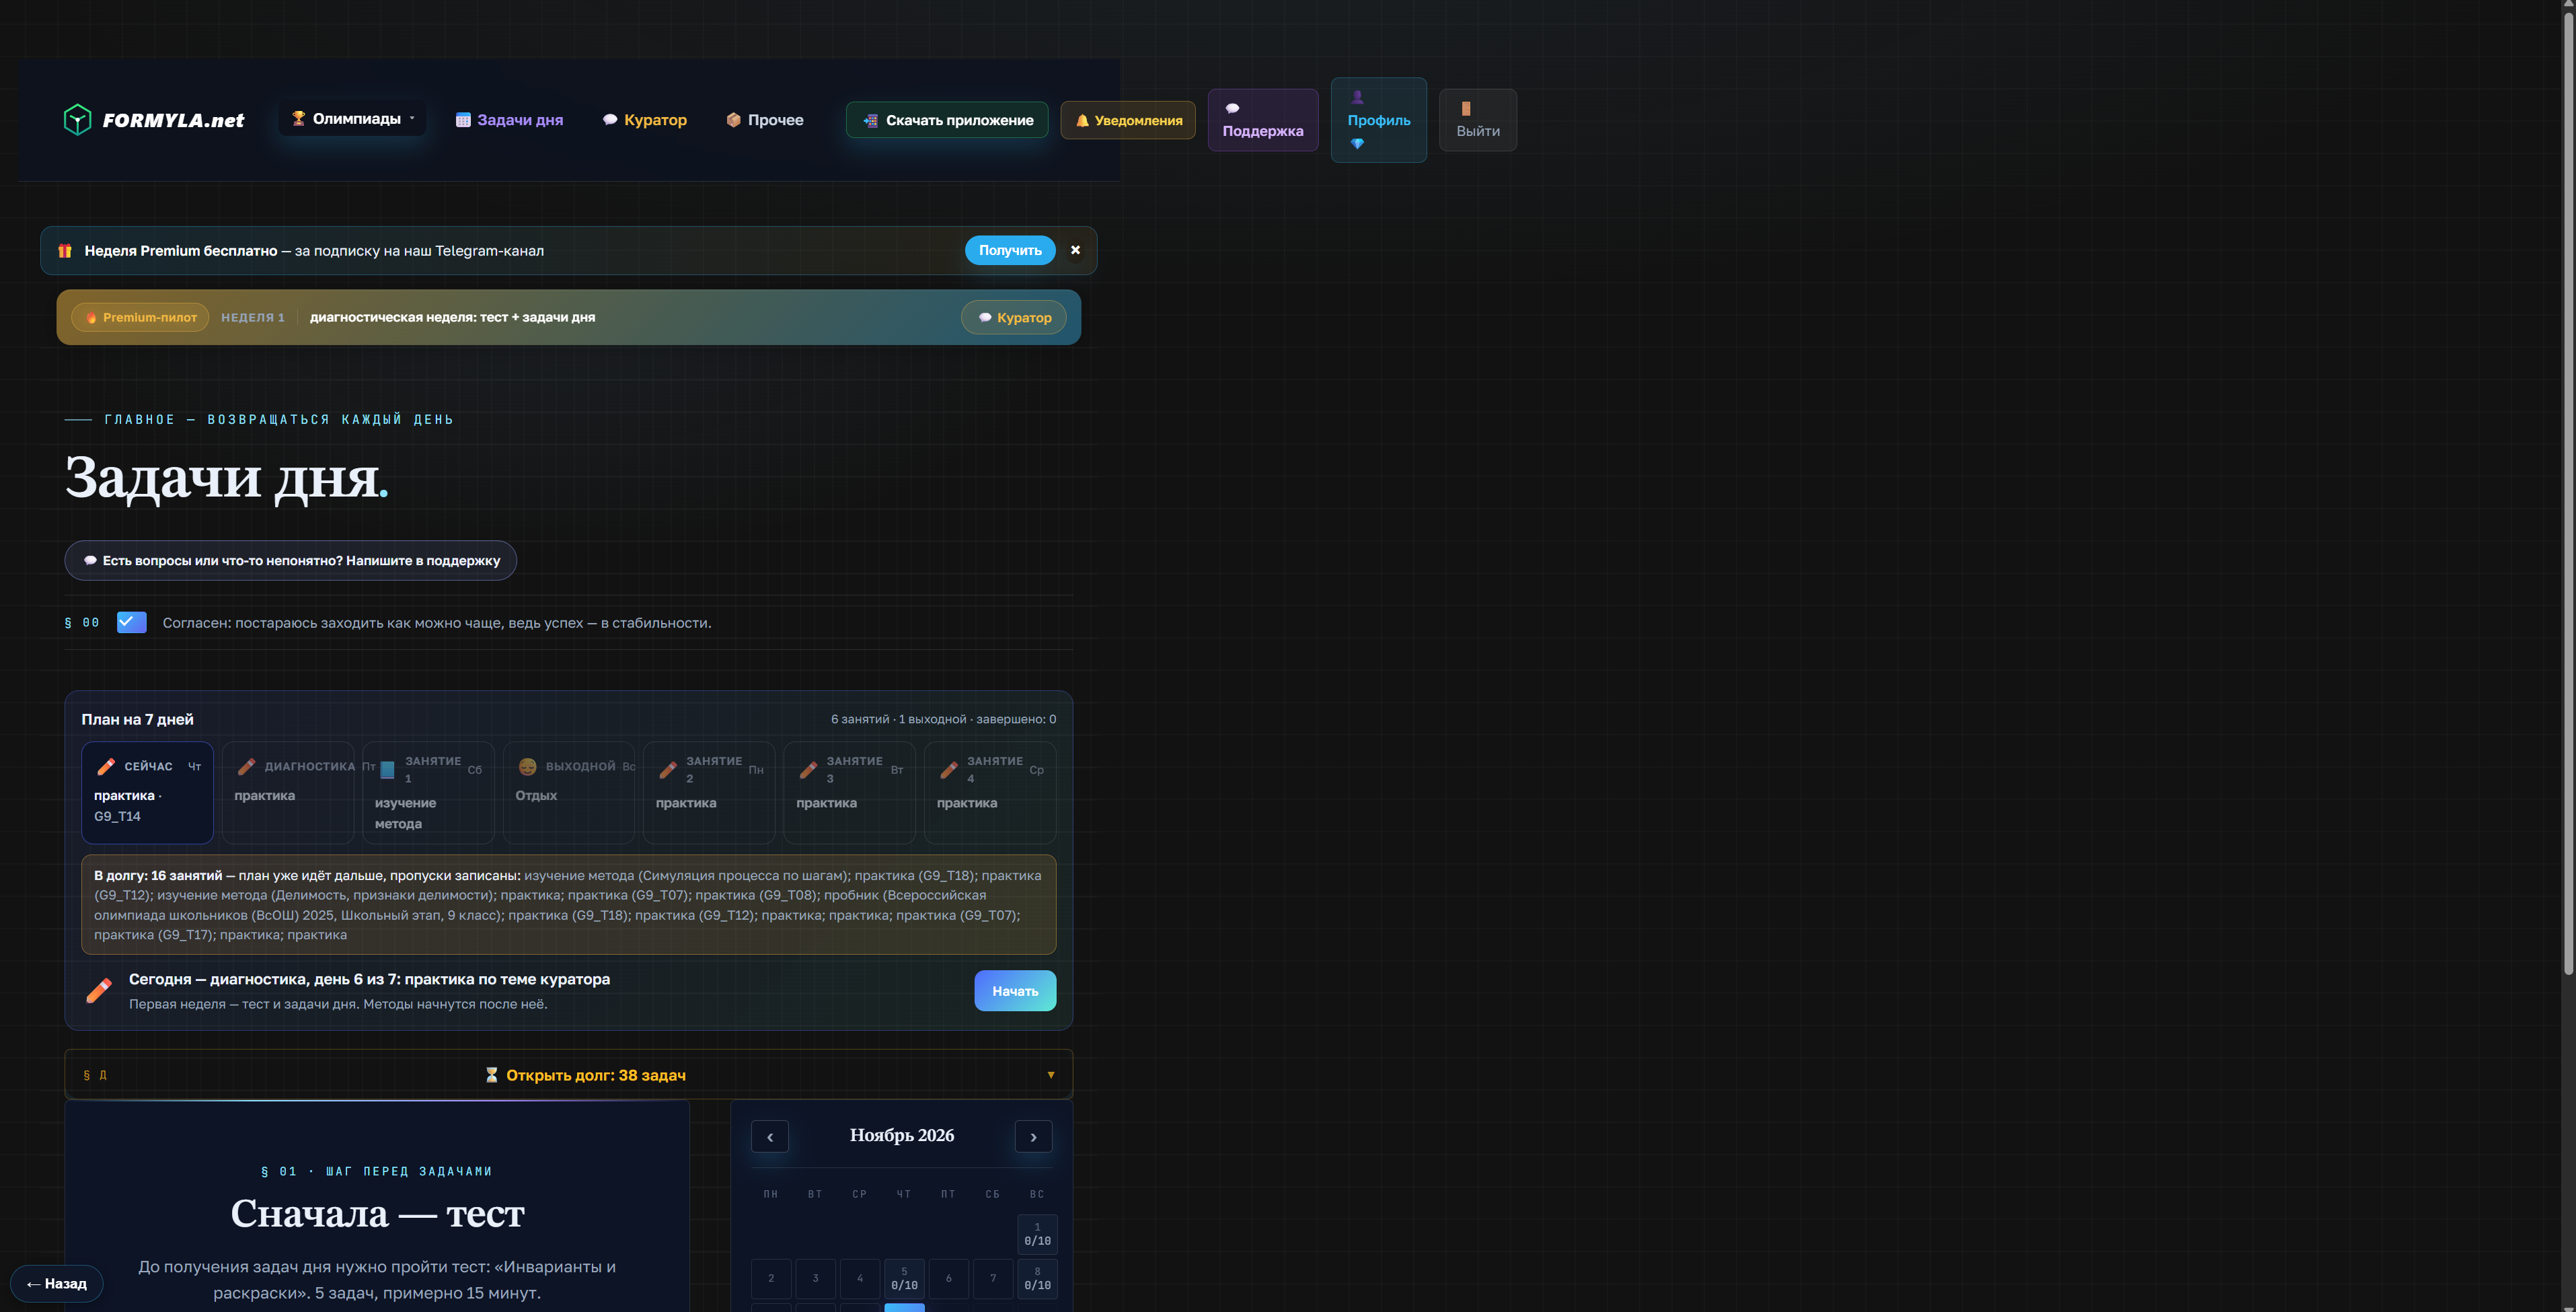 FORMYLA.net
Олимпиады
Задачи дня
Куратор
Прочее
Скачать приложение
Уведомления
Поддержка
Профиль
Выйти
Неделя Premium бесплатно — за подписку на наш Telegram-канал
Получить
×
Premium-пилот
НЕДЕЛЯ 1
диагностическая неделя: тест + задачи дня
Куратор
ГЛАВНОЕ — ВОЗВРАЩАТЬСЯ КАЖДЫЙ ДЕНЬ
Задачи дня.
Есть вопросы или что-то непонятно? Напишите в поддержку
§ 00
Согласен: постараюсь заходить как можно чаще, ведь успех — в стабильности.
План на 7 дней
6 занятий · 1 выходной · завершено: 0
СЕЙЧАС Чт
практика ·
G9_T14
ДИАГНОСТИКА Пт
практика
ЗАНЯТИЕ
1
Сб
изучение
метода
ВЫХОДНОЙ Вс
Отдых
ЗАНЯТИЕ
2
Пн
практика
ЗАНЯТИЕ
3
Вт
практика
ЗАНЯТИЕ
4
Ср
практика
В долгу: 16 занятий — план уже идёт дальше, пропуски записаны: изучение метода (Симуляция процесса по шагам); практика (G9_T18); практика
(G9_T12); изучение метода (Делимость, признаки делимости); практика; практика (G9_T07); практика (G9_T08); пробник (Всероссийская
олимпиада школьников (ВсОШ) 2025, Школьный этап, 9 класс); практика (G9_T18); практика (G9_T12); практика; практика; практика (G9_T07);
практика (G9_T17); практика; практика
Сегодня — диагностика, день 6 из 7: практика по теме куратора
Первая неделя — тест и задачи дня. Методы начнутся после неё.
Начать
§ Д
Открыть долг: 38 задач
§ 01 · ШАГ ПЕРЕД ЗАДАЧАМИ
Сначала — тест
До получения задач дня нужно пройти тест: «Инварианты и
раскраски». 5 задач, примерно 15 минут.
← Назад
‹ Ноябрь 2026 ›
ПН ВТ СР ЧТ ПТ СБ ВС
1
0/10
2 3 4 5 6 7 8
0/10 0/10